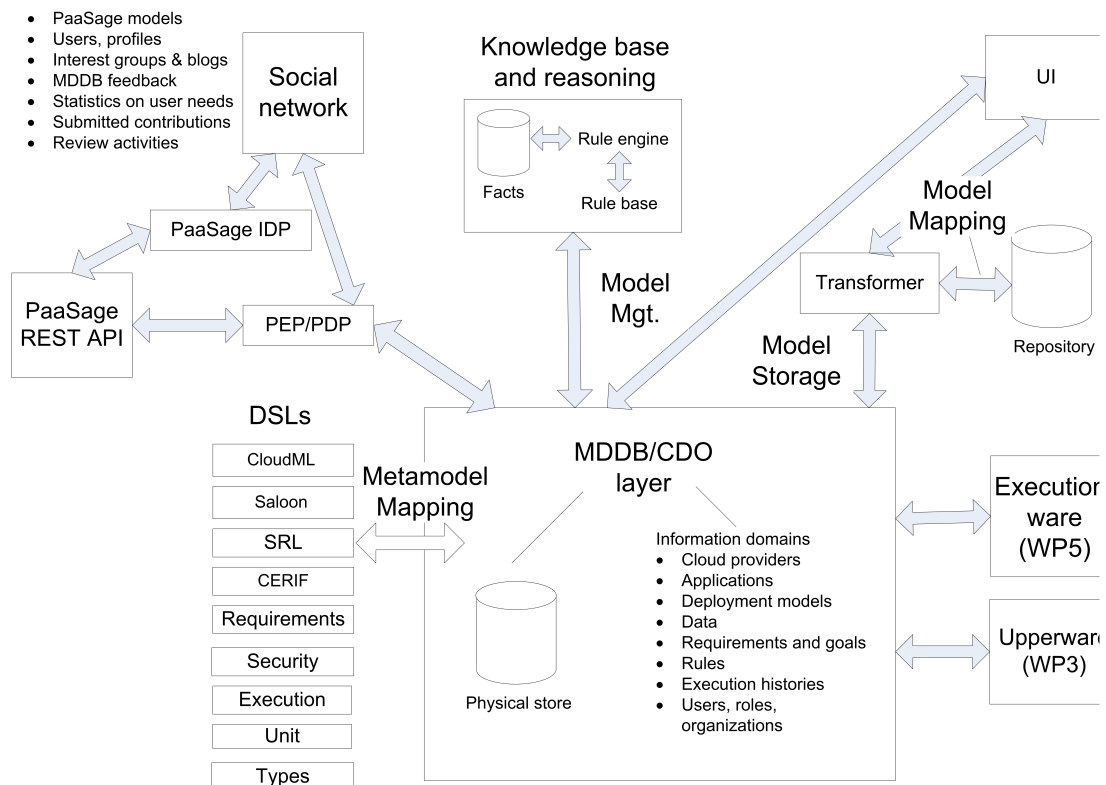 PaaSage models
Users, profiles
Interest groups & blogs
MDDB feedback
Statistics on user needs
Submitted contributions
Review activities
Social
network
Knowledge base
and reasoning
Rule engine
Facts
Rule base
UI
Model
Mapping
PaaSage IDP
Transformer
Repository
PaaSage
REST API
PEP/PDP
Model
Mgt.
Model
Storage
DSLs
CloudML
Saloon
SRL
CERIF
Requirements
Security
Execution
Unit
Types
Metamodel
Mapping
MDDB/CDO
layer
Physical store
Information domains
Cloud providers
Applications
Deployment models
Data
Requirements and goals
Rules
Execution histories
Users, roles,
organizations
Execution
ware
(WP5)
Upperware
(WP3)